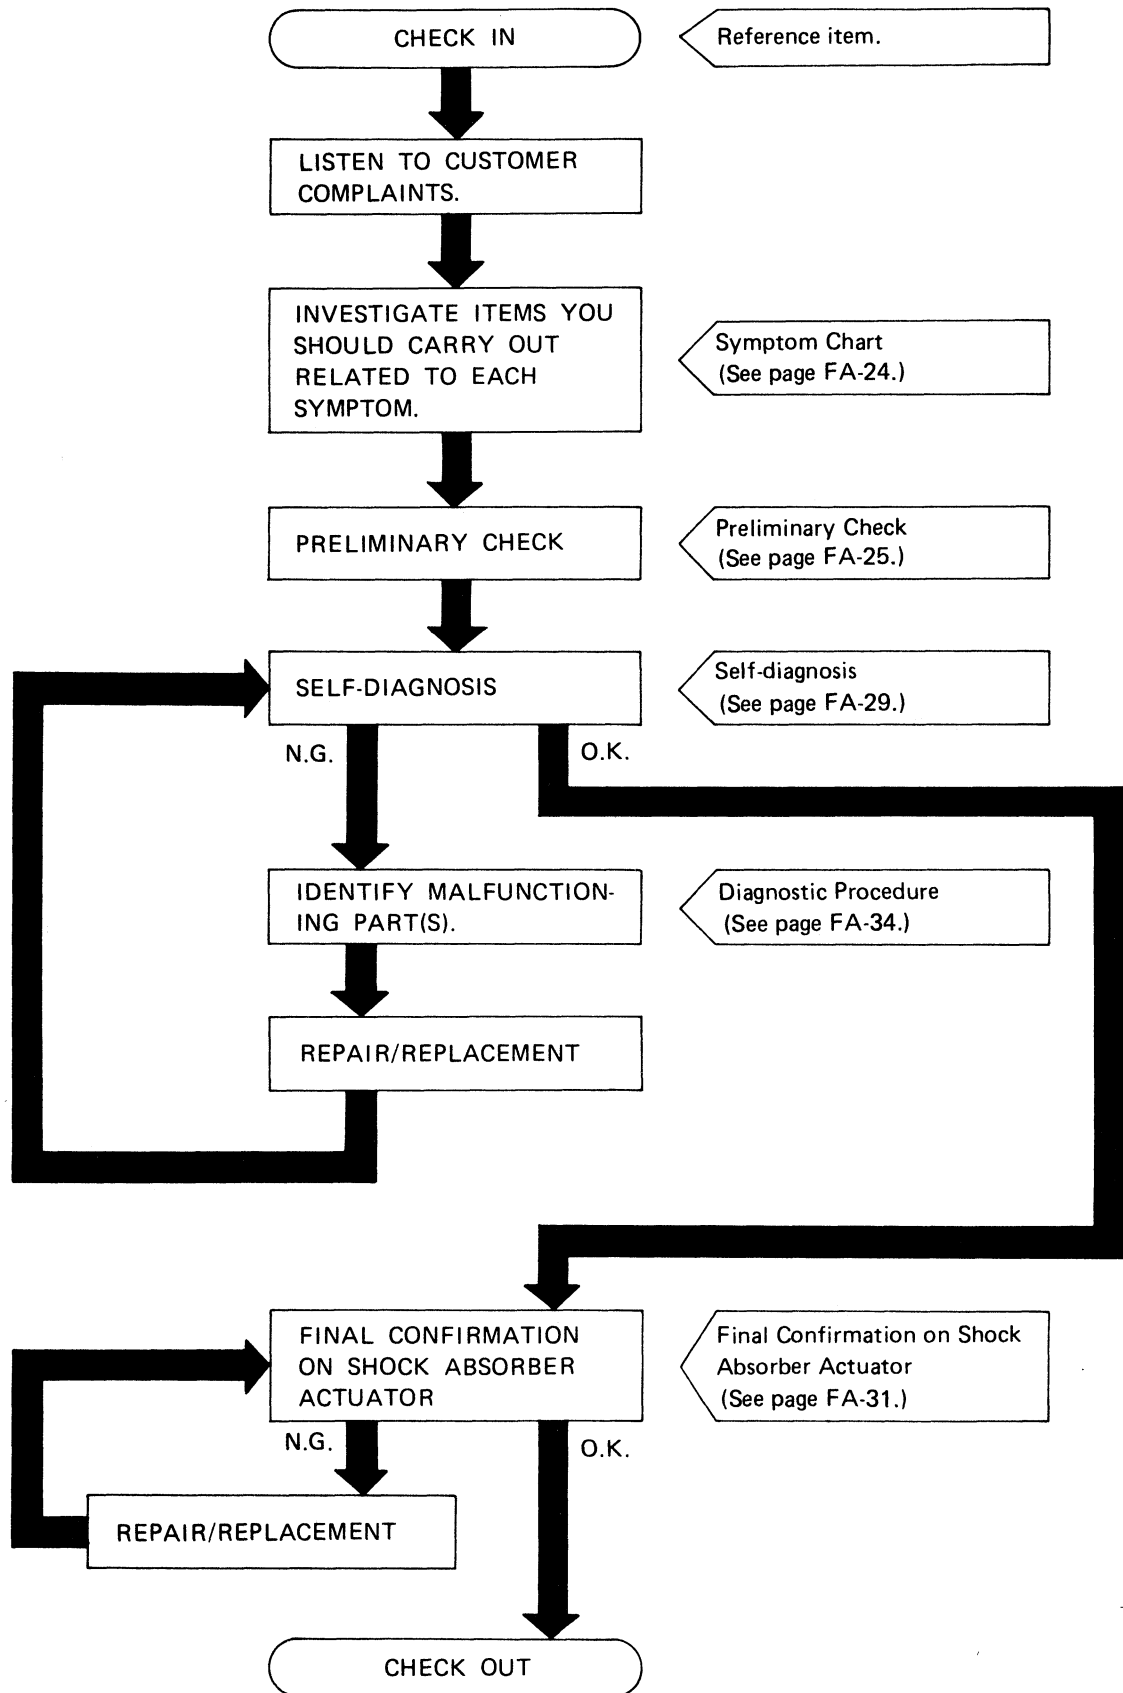 CHECK IN
Reference item.
LISTEN TO CUSTOMER
COMPLAINTS.
INVESTIGATE ITEMS YOU
SHOULD CARRY OUT
RELATED TO EACH
SYMPTOM.
Symptom Chart
(See page FA-24.)
PRELIMINARY CHECK
Preliminary Check
(See page FA-25.)
SELF-DIAGNOSIS
Self-diagnosis
(See page FA-29.)
N.G.
O.K.
IDENTIFY MALFUNCTION-
ING PART(S).
Diagnostic Procedure
(See page FA-34.)
REPAIR/REPLACEMENT
FINAL CONFIRMATION
ON SHOCK ABSORBER
ACTUATOR
Final Confirmation on Shock
Absorber Actuator
(See page FA-31.)
N.G.
O.K.
REPAIR/REPLACEMENT
CHECK OUT